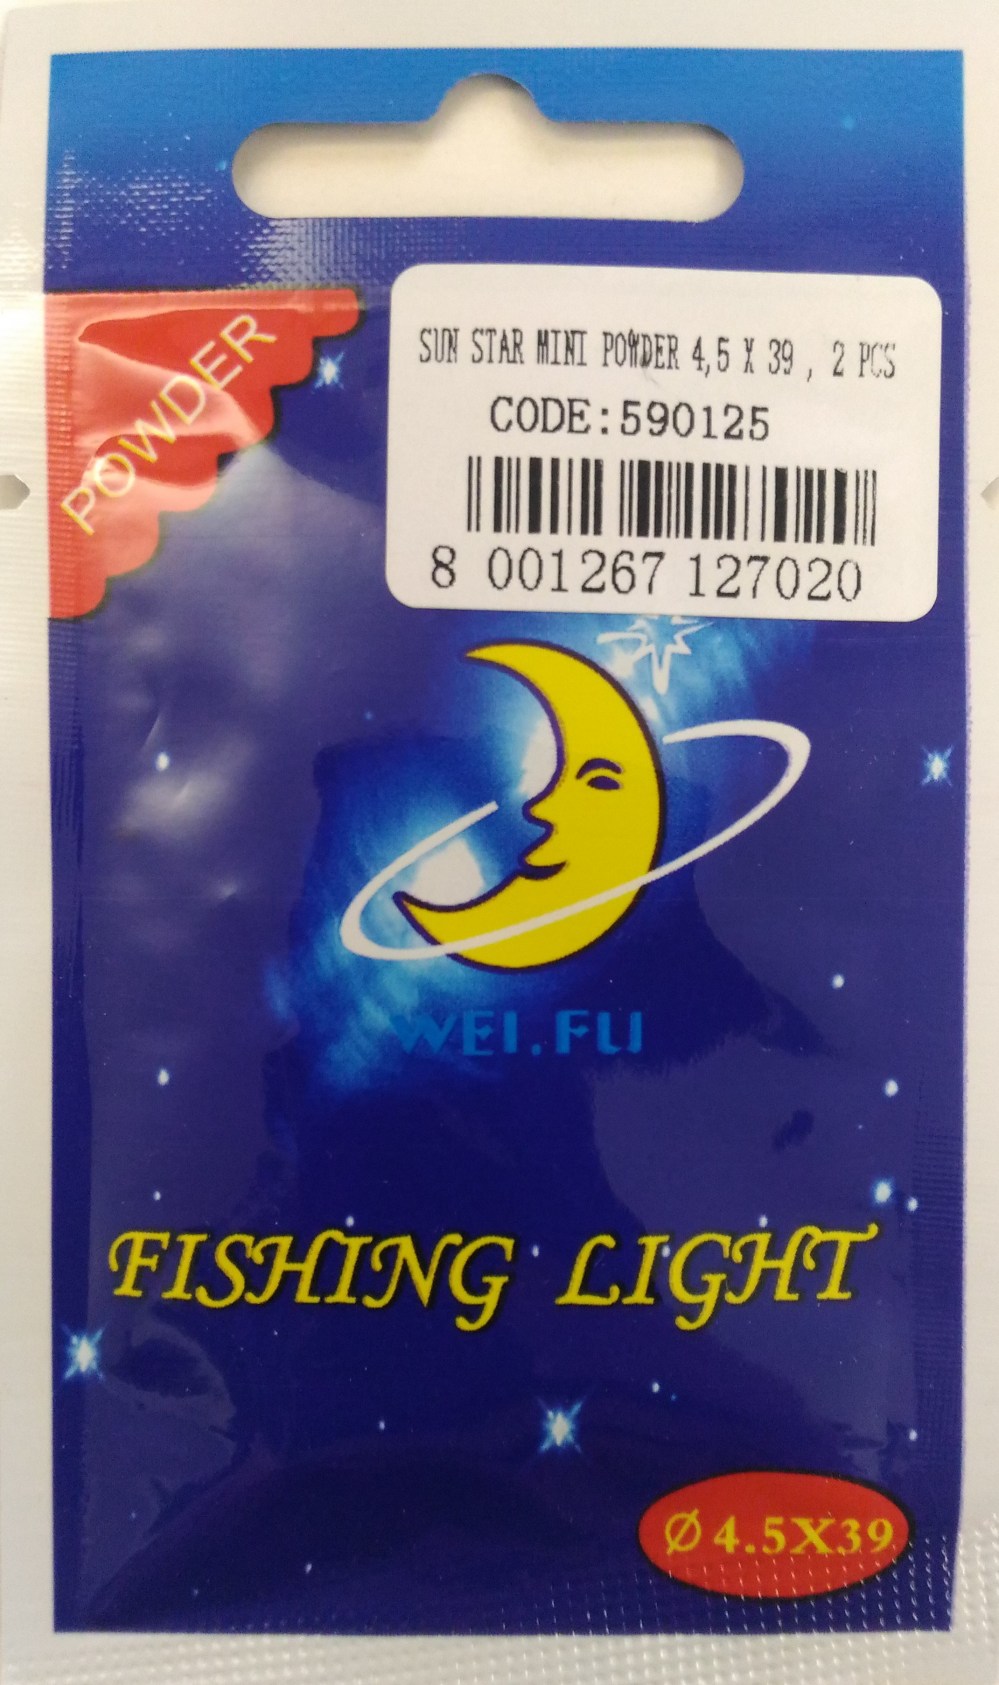 SUN STAR MINI POWDER 4,5 X 39 , 2 PCS
CODE:590125
8 001267 127020
POWDER
WEI.FU
FISHING LIGHT
Ø 4.5X39